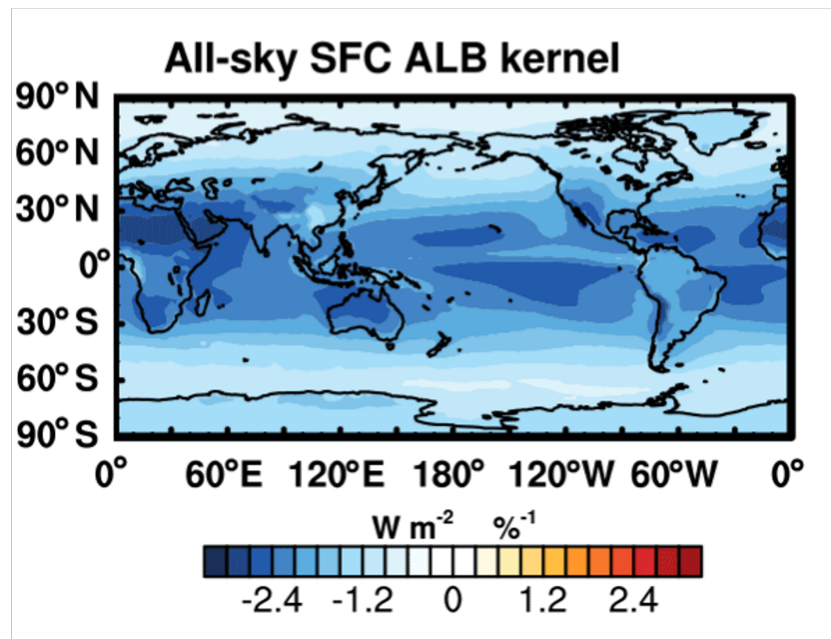 All-sky SFC ALB kernel
90° N
60° N
30° N
0°
30° S
60° S
90° S
0° 60°E 120°E 180° 120°W 60°W 0°
W m⁻² %⁻¹
-2.4 -1.2 0 1.2 2.4